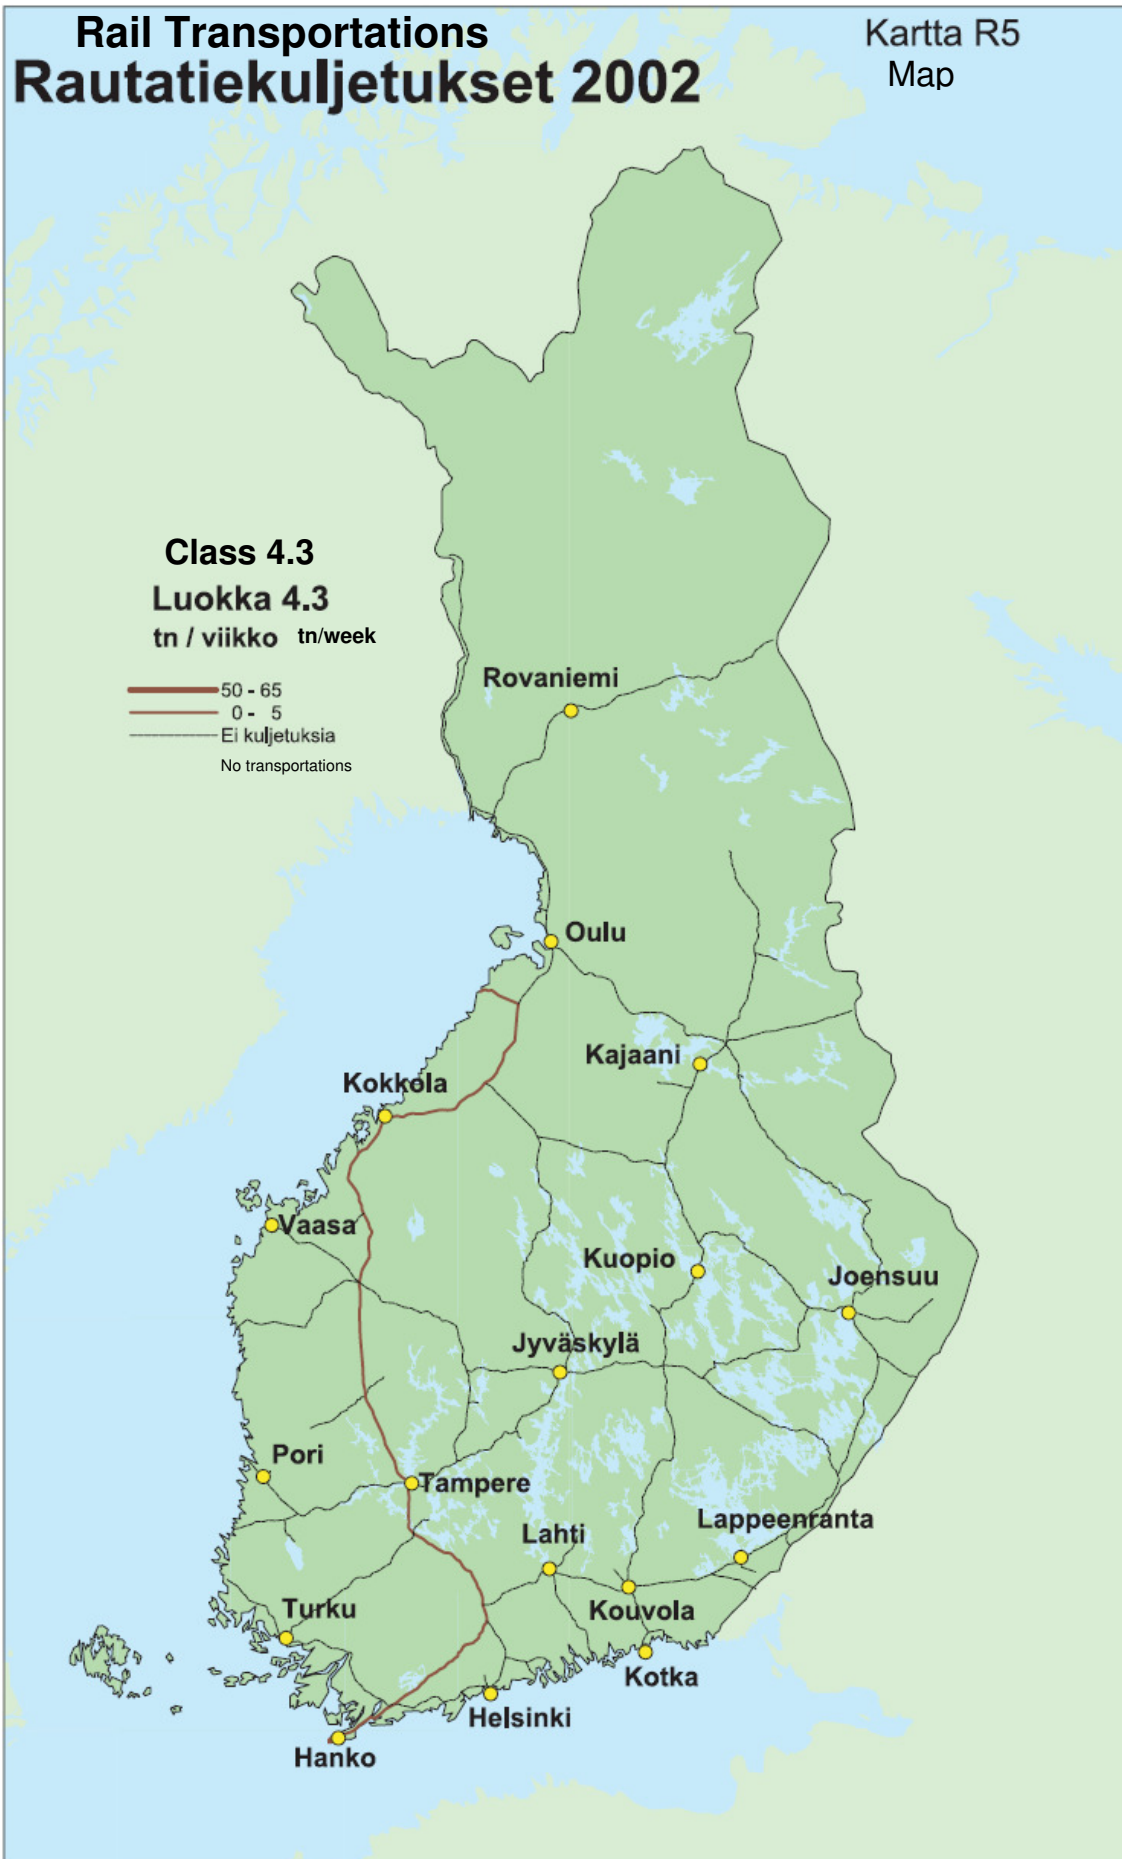 Rail Transportations
Rautatiekuljetukset 2002
Kartta R5
Map
Class 4.3
Luokka 4.3
tn / viikko tn/week
50 - 65
0 - 5
Ei kuljetuksia
No transportations
Rovaniemi
Oulu
Kajaani
Kokkola
Vaasa
Kuopio
Joensuu
Jyväskylä
Pori
Tampere
Lappeenranta
Lahti
Turku
Kouvola
Kotka
Helsinki
Hanko